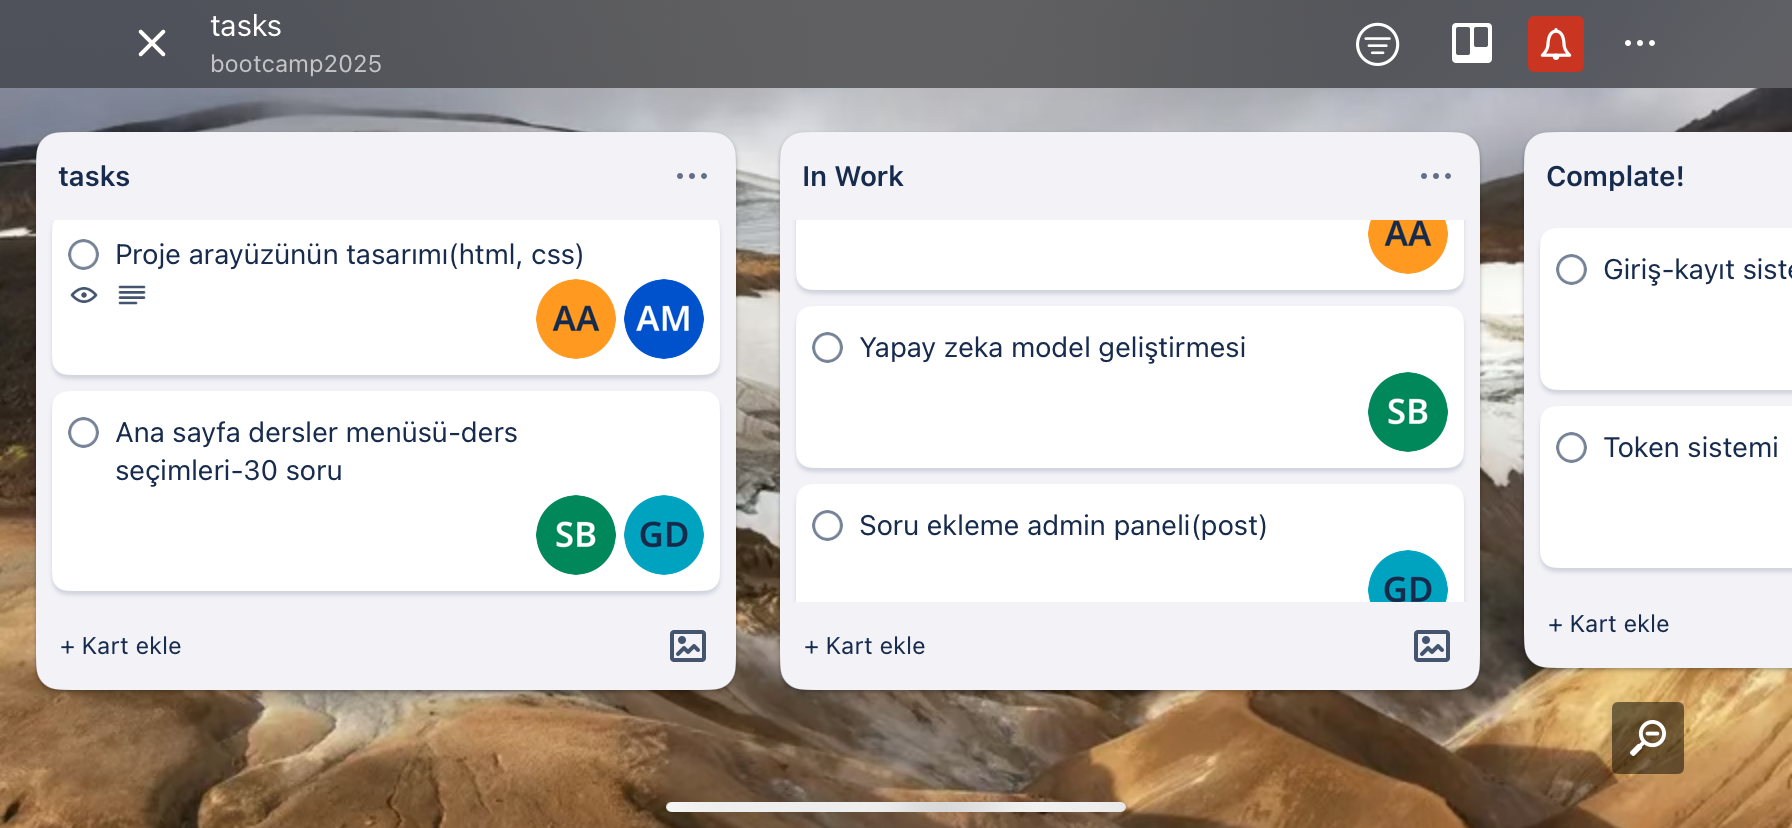 tasks
bootcamp2025
tasks
Proje arayüzünün tasarımı(html, css)
AA AM
Ana sayfa dersler menüsü-ders
seçimleri-30 soru
SB GD
+ Kart ekle
In Work
AA
Yapay zeka model geliştirmesi
SB
Soru ekleme admin paneli(post)
GD
+ Kart ekle
Complate!
Giriş-kayıt
Token sistemi
+ Kart ekle